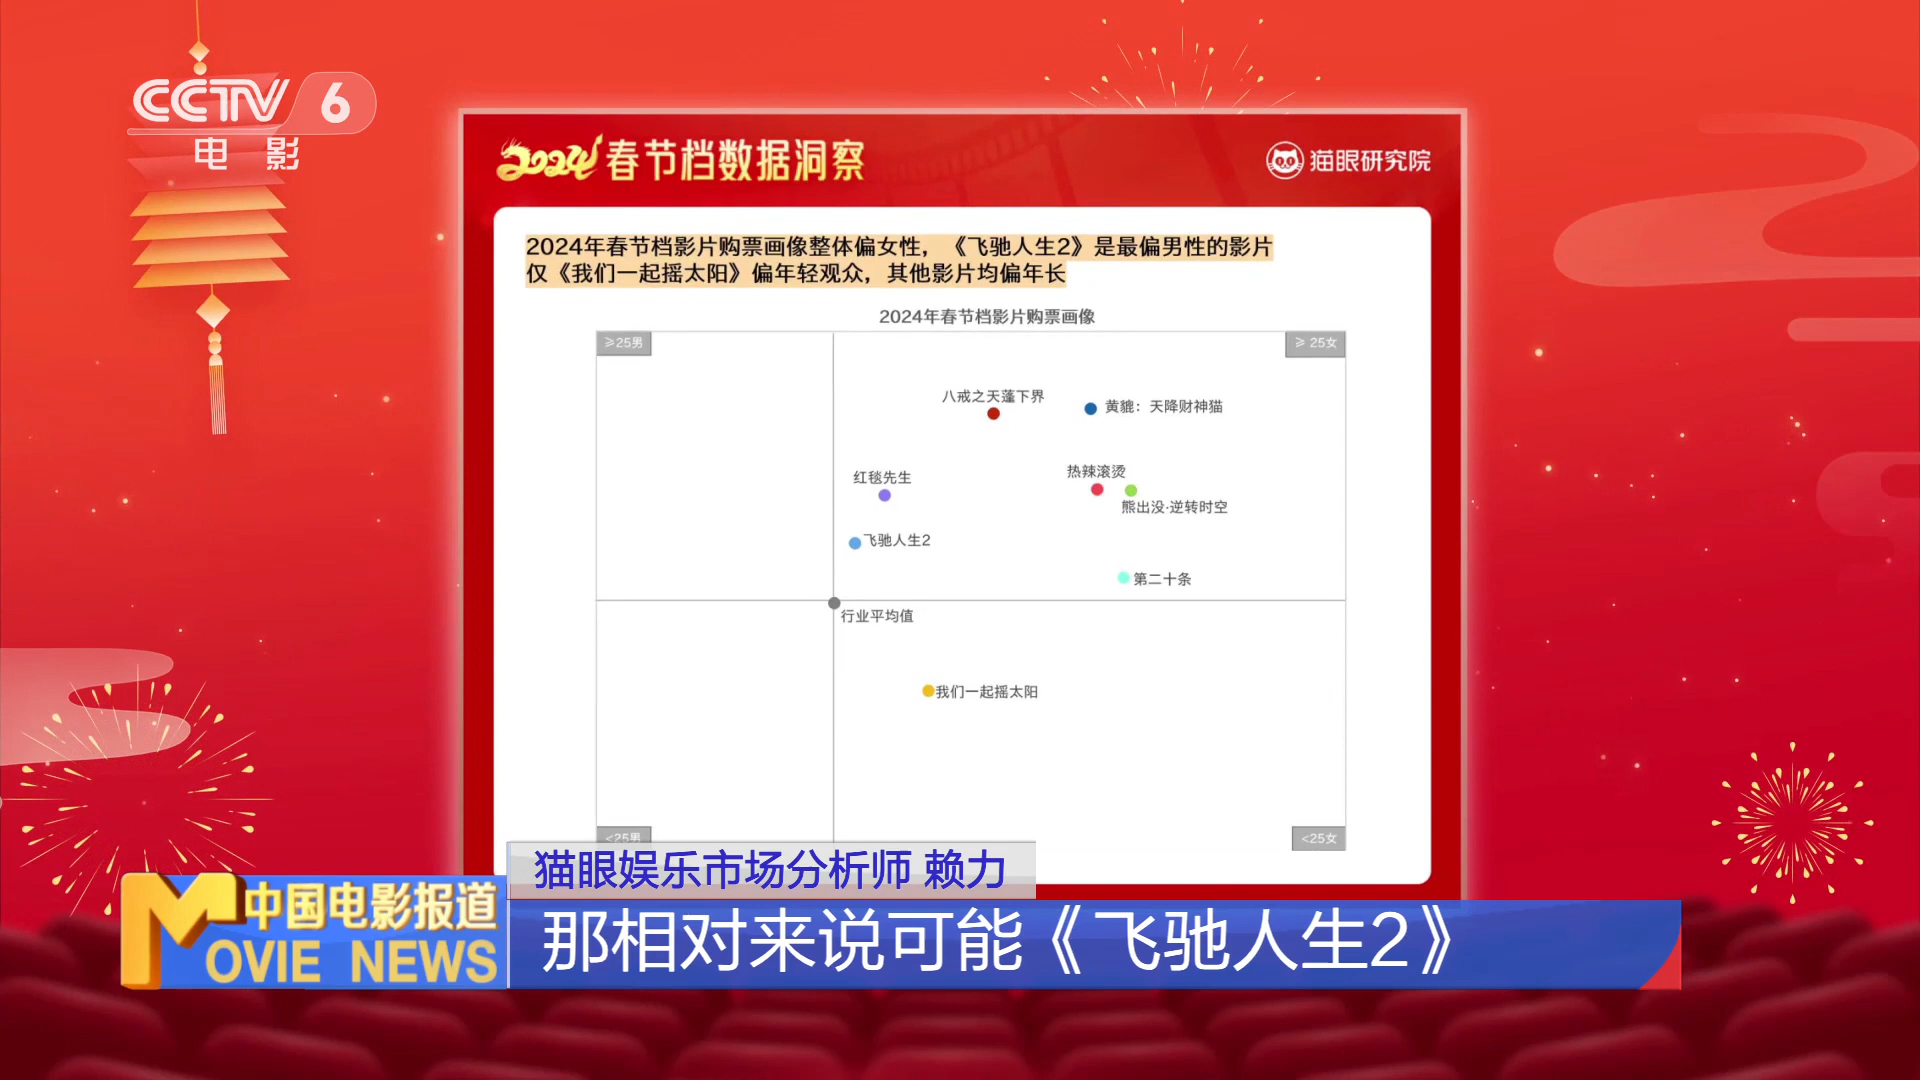 CCTV 6
电 影
2024春节档数据洞察
猫眼研究院
2024年春节档影片购票画像整体偏女性，《飞驰人生2》是最偏男性的影片
仅《我们一起摇太阳》偏年轻观众，其他影片均偏年长
2024年春节档影片购票画像
≥25男
≥ 25女
八戒之天蓬下界
黄貔：天降财神猫
热辣滚烫
红毯先生
熊出没·逆转时空
飞驰人生2
第二十条
行业平均值
我们一起摇太阳
<25男
<25女
猫眼娱乐市场分析师 赖力
中国电影报道
MOVIE NEWS
那相对来说可能《飞驰人生2》